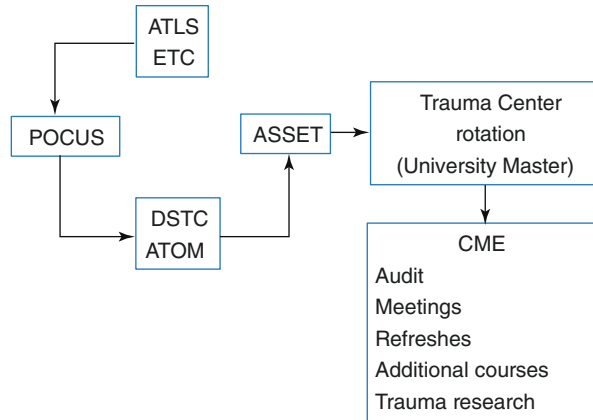 ATLS
ETC
POCUS
DSTC
ATOM
ASSET
Trauma Center
rotation
(University Master)
CME
Audit
Meetings
Refreshes
Additional courses
Trauma research